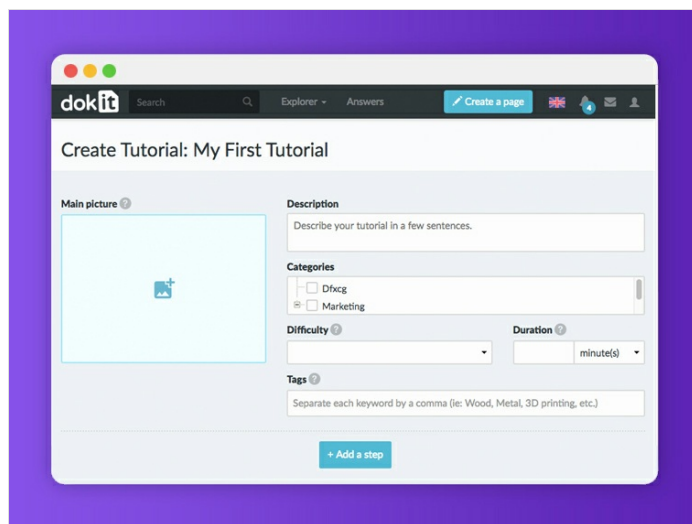 dokit
Search
Explorer
Answers
Create a page
4
Create Tutorial: My First Tutorial
Main picture ?
Description
Describe your tutorial in a few sentences.
Categories
Dfxcg
Marketing
Difficulty ?
Duration ?
minute(s)
Tags ?
Separate each keyword by a comma (ie: Wood, Metal, 3D printing, etc.)
+ Add a step